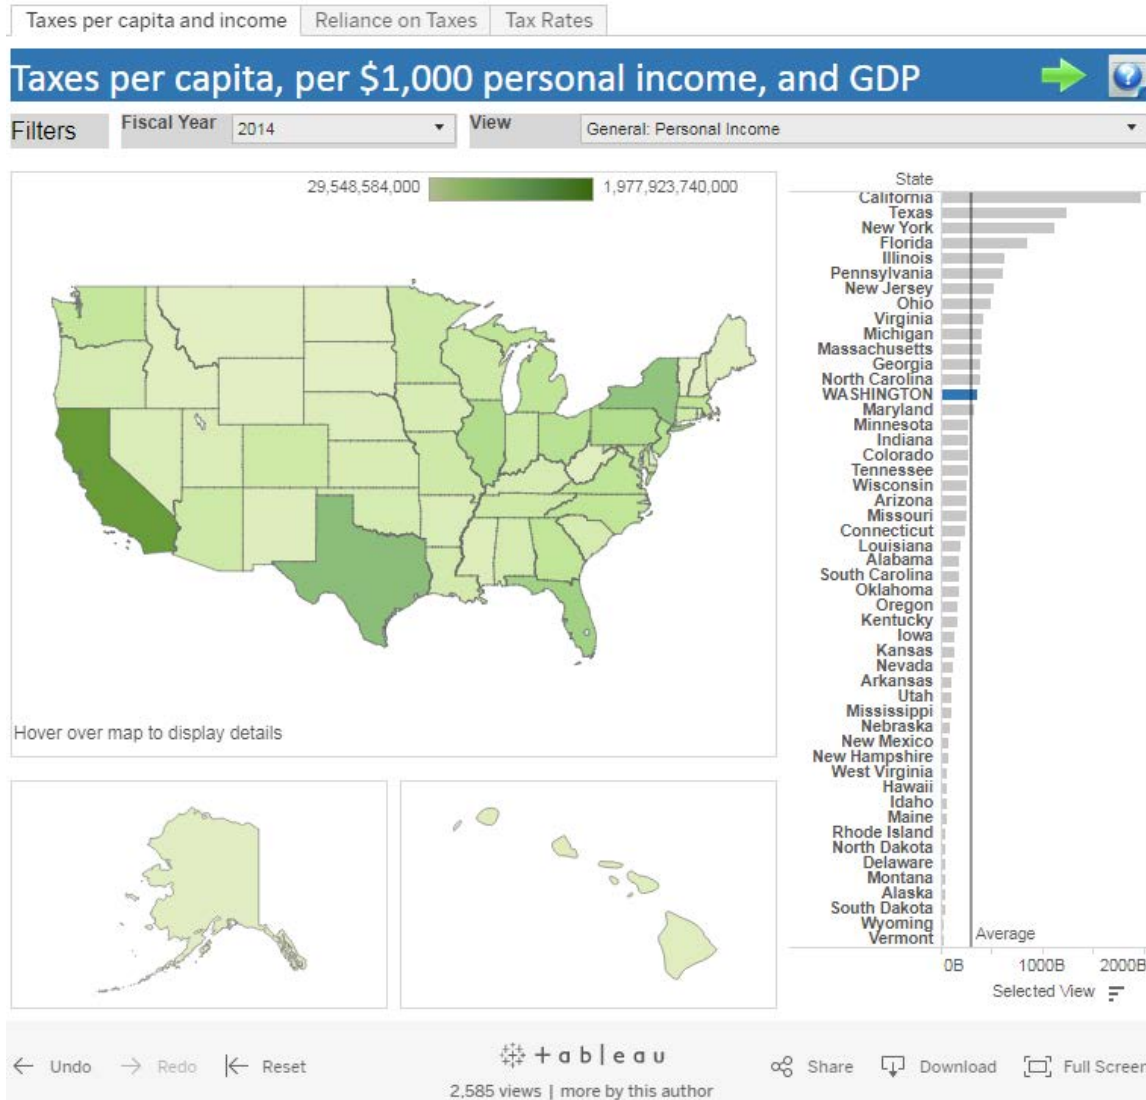 Taxes per capita and income
Reliance on Taxes
Tax Rates
Taxes per capita, per $1,000 personal income, and GDP
Filters
Fiscal Year
2014
View
General: Personal Income
29,548,584,000
1,977,923,740,000
Hover over map to display details
State
California
Texas
New York
Florida
Illinois
Pennsylvania
New Jersey
Ohio
Virginia
Michigan
Massachusetts
Georgia
North Carolina
WASHINGTON
Maryland
Minnesota
Indiana
Colorado
Tennessee
Wisconsin
Arizona
Missouri
Connecticut
Louisiana
Alabama
South Carolina
Oklahoma
Oregon
Kentucky
Iowa
Kansas
Nevada
Arkansas
Utah
Mississippi
Nebraska
New Mexico
New Hampshire
West Virginia
Hawaii
Idaho
Maine
Rhode Island
North Dakota
Delaware
Montana
Alaska
South Dakota
Wyoming
Vermont
Average
0B 1000B 2000B
Selected View
Undo
Redo
Reset
+ a b l e a u
2,585 views | more by this author
Share
Download
Full Screen